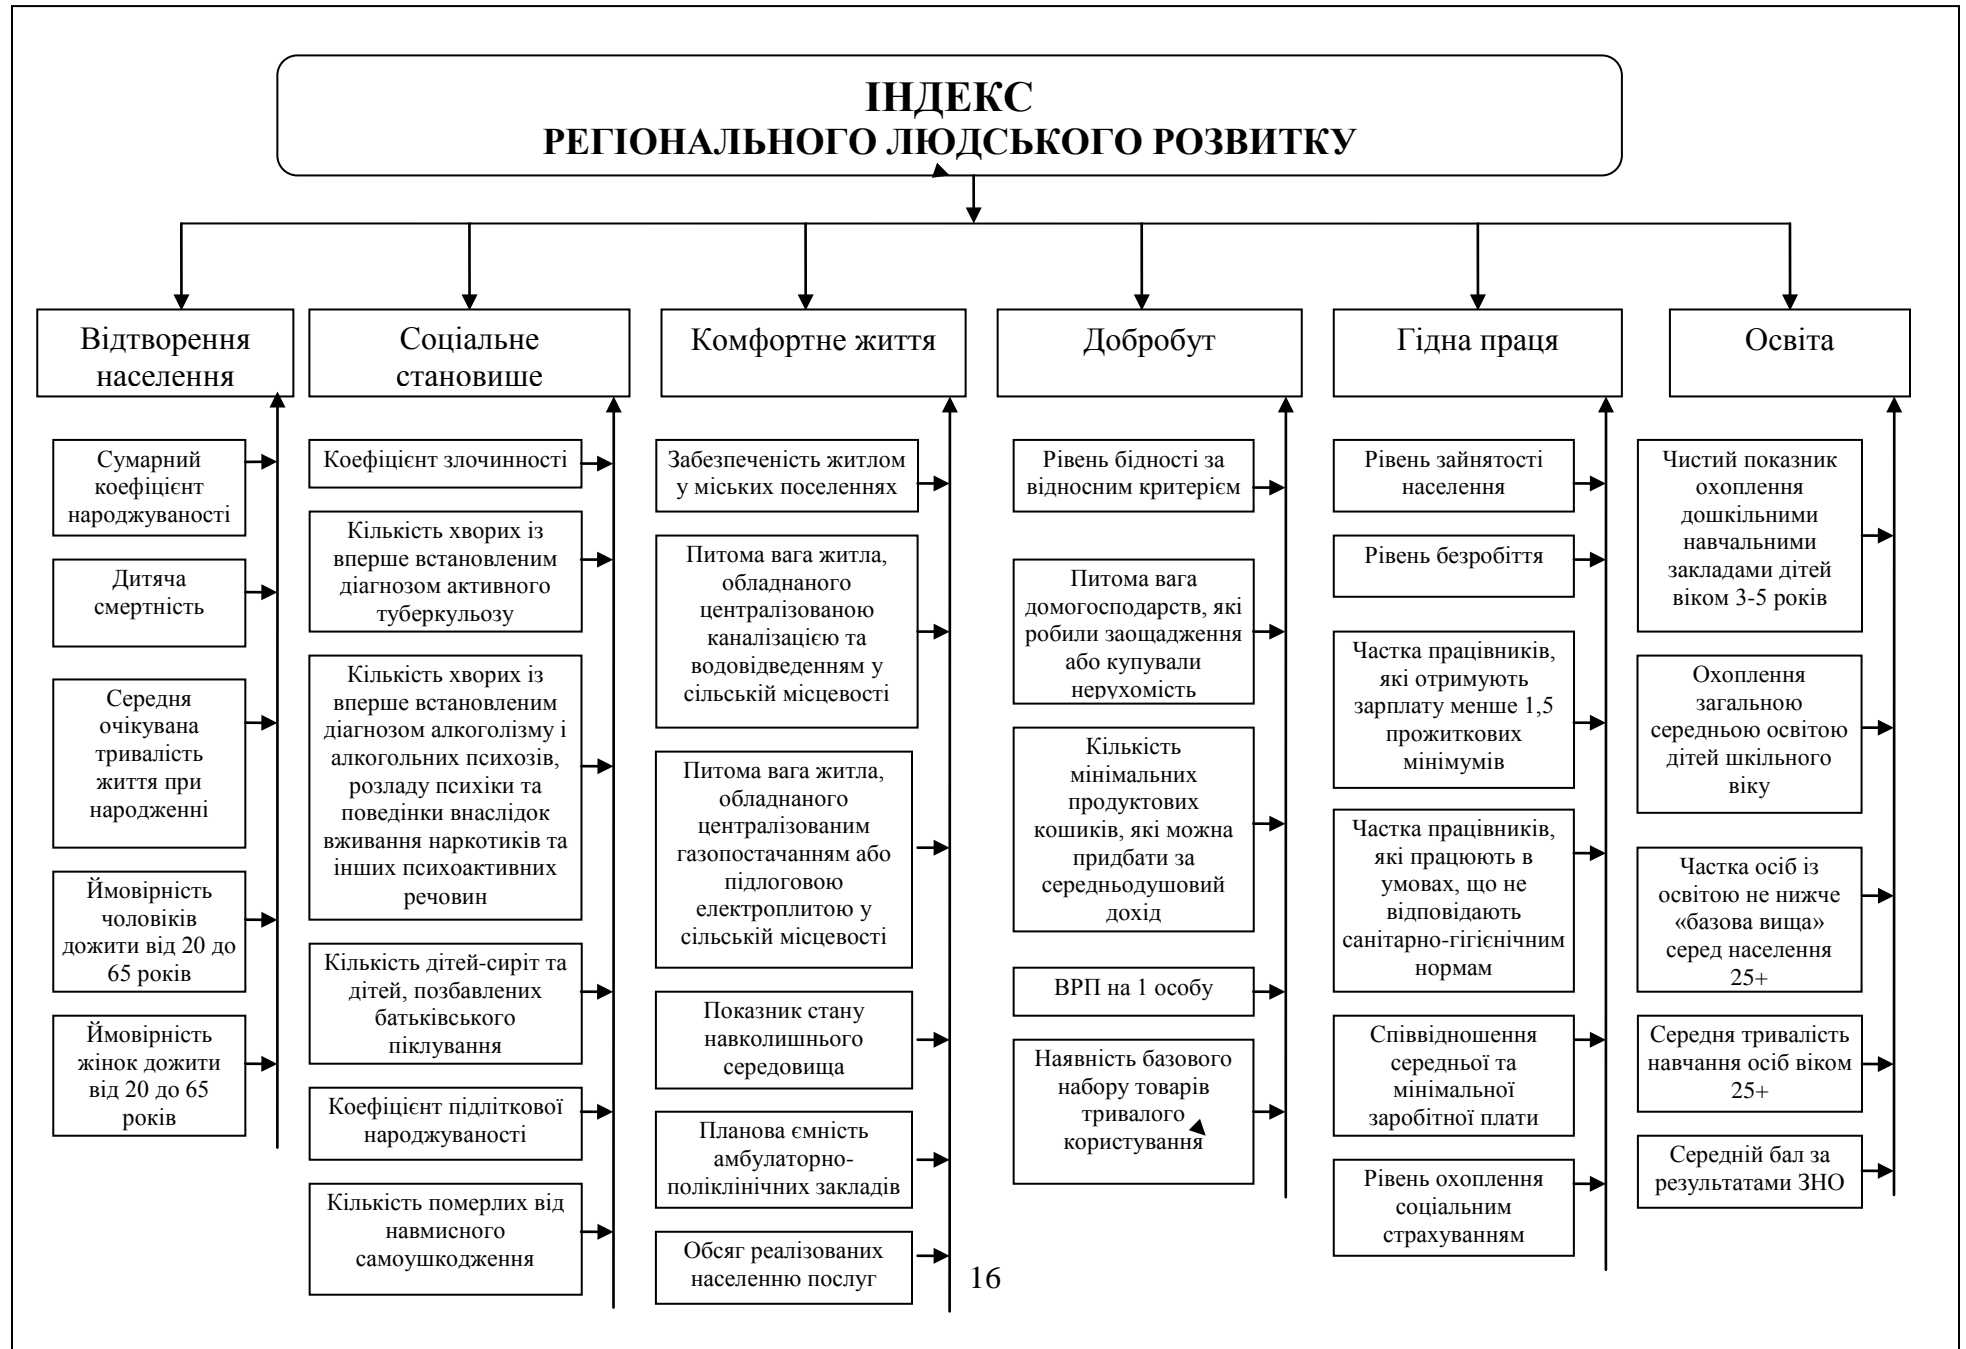 ІНДЕКС
РЕГІОНАЛЬНОГО ЛЮДСЬКОГО РОЗВИТКУ
Відтворення
населення
Сумарний
коефіцієнт
народжуваності
Дитяча
смертність
Середня
очікувана
тривалість
життя при
народженні
Ймовірність
чоловіків
дожити від 20 до
65 років
Ймовірність
жінок дожити
від 20 до 65
років
Соціальне
становише
Коефіцієнт злочинності
Кількість хворих із
вперше встановленим
діагнозом активного
туберкульозу
Кількість хворих із
вперше встановленим
діагнозом алкоголізму і
алкогольних психозів,
розладу психіки та
поведінки внаслідок
вживання наркотиків та
інших психоактивних
речовин
Кількість дітей-сиріт та
дітей, позбавлених
батьківського
піклування
Коефіцієнт підліткової
народжуваності
Кількість померлих від
навмисного
самоушкодження
Комфортне життя
Забезпеченість житлом
у міських поселеннях
Питома вага житла,
обладнаного
централізованою
каналізацією та
водовідведенням у
сільській місцевості
Питома вага житла,
обладнаного
централізованим
газопостачанням або
підлоговою
електроплитою у
сільській місцевості
Показник стану
навколишнього
середовища
Планова ємність
амбулаторно-
поліклінічних закладів
Обсяг реалізованих
населенню послуг
Добробут
Рівень бідності за
відносним критерієм
Питома вага
домогосподарств, які
робили заощадження
або купували
нерухомість
Кількість
мінімальних
продуктових
кошиків, які можна
придбати за
середньодушовий
дохід
ВРП на 1 особу
Наявність базового
набору товарів
тривалого
користування
Гідна праця
Рівень зайнятості
населення
Рівень безробіття
Частка працівників,
які отримують
зарплату менше 1,5
прожиткових
мінімумів
Частка працівників,
які працюють в
умовах, що не
відповідають
санітарно-гігієнічним
нормам
Співвідношення
середньої та
мінімальної
заробітної плати
Рівень охоплення
соціальним
страхуванням
Освіта
Чистий показник
охоплення
дошкільними
навчальними
закладами дітей
віком 3-5 років
Охоплення
загальною
середньою освітою
дітей шкільного
віку
Частка осіб із
освітою не нижче
«базова вища»
серед населення
25+
Середня тривалість
навчання осіб віком
25+
Середній бал за
результатами ЗНО
16